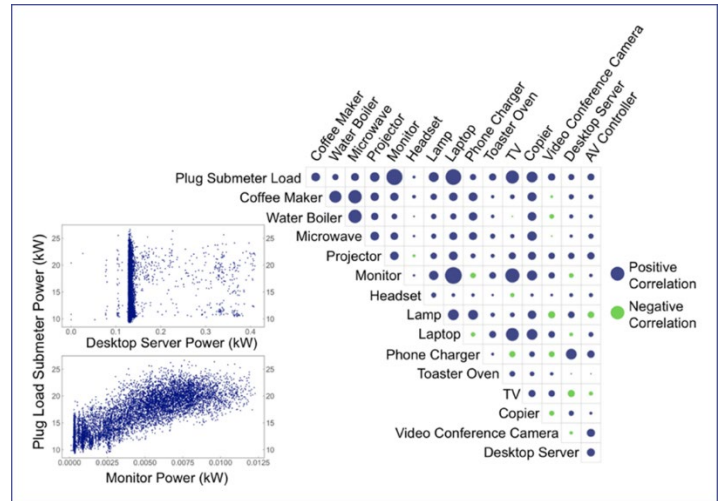 Coffee Maker
Water Boiler
Microwave
Projector
Monitor
Headset
Lamp
Laptop
Phone Charger
Toaster Oven
TV
Copier
Video Conference Camera
Desktop Server
AV Controller
Plug Submeter Load
Coffee Maker
Water Boiler
Microwave
Projector
Monitor
Headset
Lamp
Laptop
Phone Charger
Toaster Oven
TV
Copier
Video Conference Camera
Desktop Server
Positive
Correlation
Negative
Correlation
Plug Load Submeter Power (kW)
25
20
15
10
25
20
15
10
0.0 0.1 0.2 0.3 0.4
Desktop Server Power (kW)
25
20
15
10
25
20
15
10
0.0000 0.0025 0.0050 0.0075 0.0100 0.0125
Monitor Power (kW)